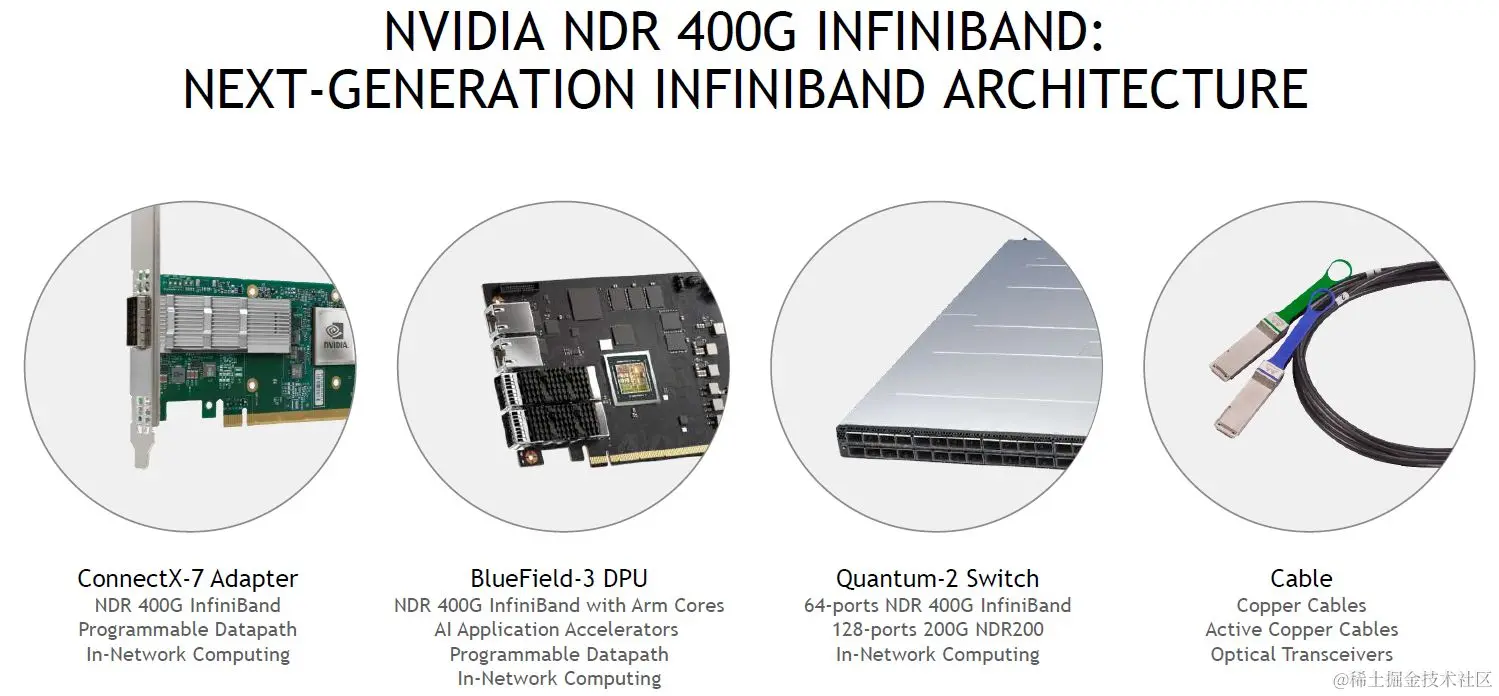 NVIDIA NDR 400G INFINIBAND:
NEXT-GENERATION INFINIBAND ARCHITECTURE
NVIDIA
ConnectX-7 Adapter
NDR 400G InfiniBand
Programmable Datapath
In-Network Computing
BlueField-3 DPU
NDR 400G InfiniBand with Arm Cores
AI Application Accelerators
Programmable Datapath
In-Network Computing
Quantum-2 Switch
64-ports NDR 400G InfiniBand
128-ports 200G NDR200
In-Network Computing
Cable
Copper Cables
Active Copper Cables
Optical Transceivers
@稀土掘金技术社区